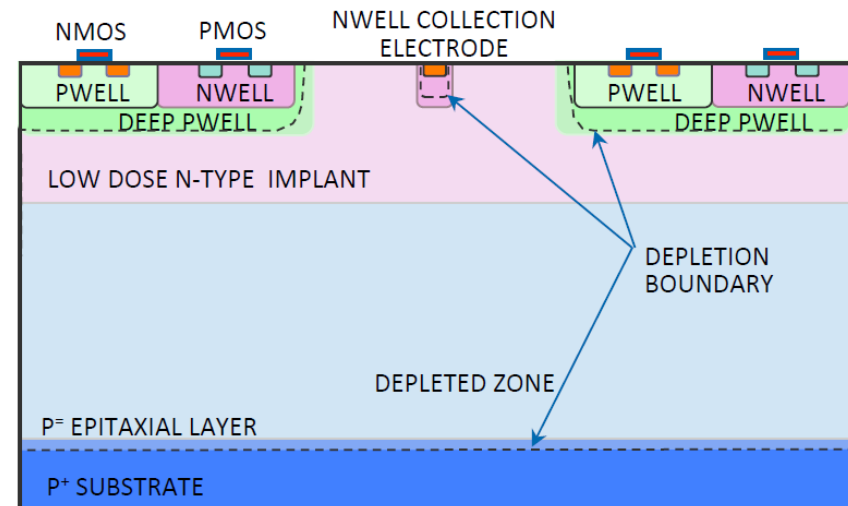 NMOS
PMOS
NWELL COLLECTION
ELECTRODE
PWELL
NWELL
PWELL
NWELL
DEEP PWELL
DEEP PWELL
LOW DOSE N-TYPE IMPLANT
DEPLETION
BOUNDARY
DEPLETED ZONE
P⁼ EPITAXIAL LAYER
P⁺ SUBSTRATE